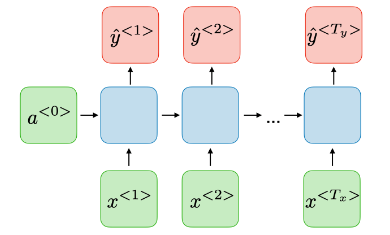 ŷ<1> ŷ<2> ŷ<Ty>
a<0> ...
x<1> x<2> x<Tx>